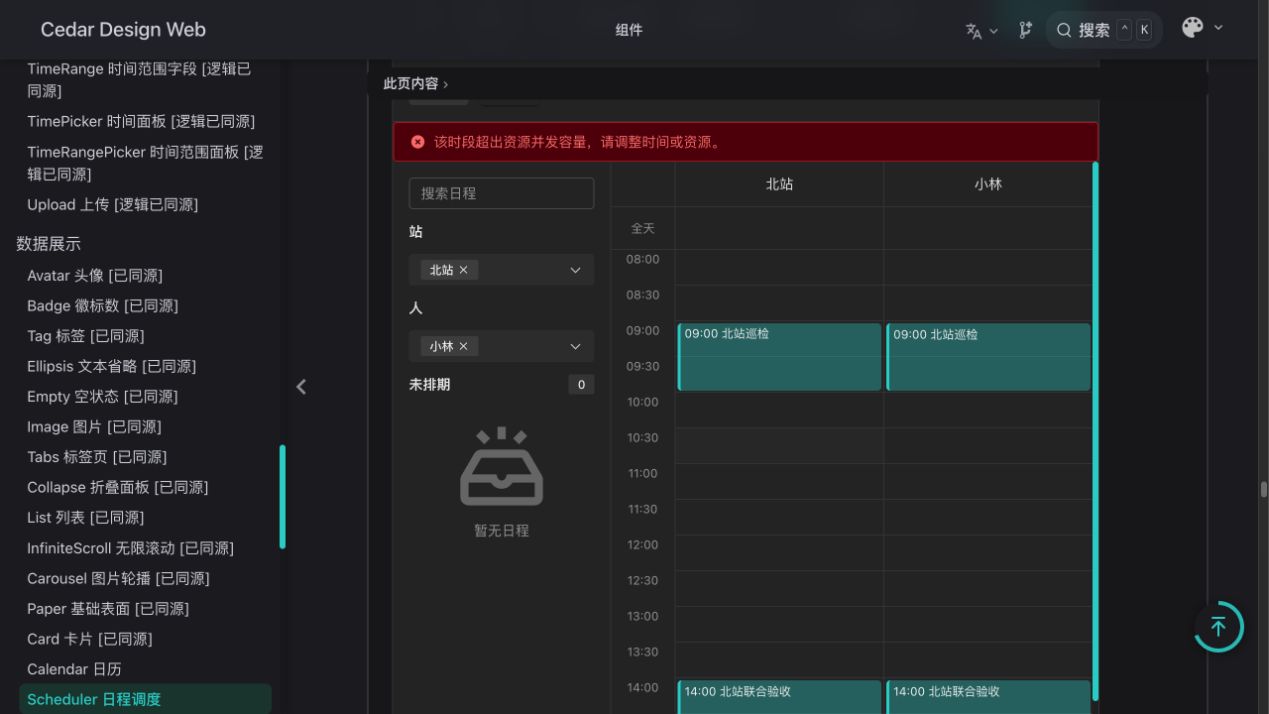 Cedar Design Web
组件
搜索 ^ K
TimeRange 时间范围字段 [逻辑已
同源]
TimePicker 时间面板 [逻辑已同源]
TimeRangePicker 时间范围面板 [逻
辑已同源]
Upload 上传 [逻辑已同源]
数据展示
Avatar 头像 [已同源]
Badge 徽标数 [已同源]
Tag 标签 [已同源]
Ellipsis 文本省略 [已同源]
Empty 空状态 [已同源]
Image 图片 [已同源]
Tabs 标签页 [已同源]
Collapse 折叠面板 [已同源]
List 列表 [已同源]
InfiniteScroll 无限滚动 [已同源]
Carousel 图片轮播 [已同源]
Paper 基础表面 [已同源]
Card 卡片 [已同源]
Calendar 日历
Scheduler 日程调度
此页内容
该时段超出资源并发容量，请调整时间或资源。
搜索日程
站
北站
人
小林
未排期 0
暂无日程
北站 小林
全天
08:00
08:30
09:00 09:00 北站巡检 09:00 北站巡检
09:30
10:00
10:30
11:00
11:30
12:00
12:30
13:00
13:30
14:00 14:00 北站联合验收 14:00 北站联合验收